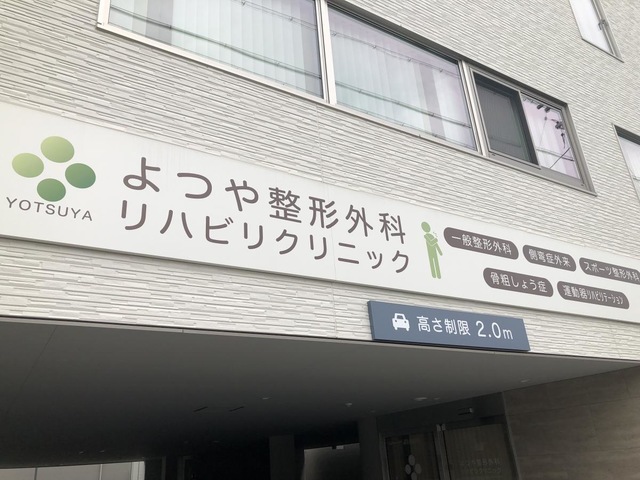 YOTSUYA
よつや整形外科
リハビリクリニック
一般整形外科
側弯症外来
スポーツ整形外科
骨粗しょう症
運動器リハビリテーション
高さ制限 2.0m